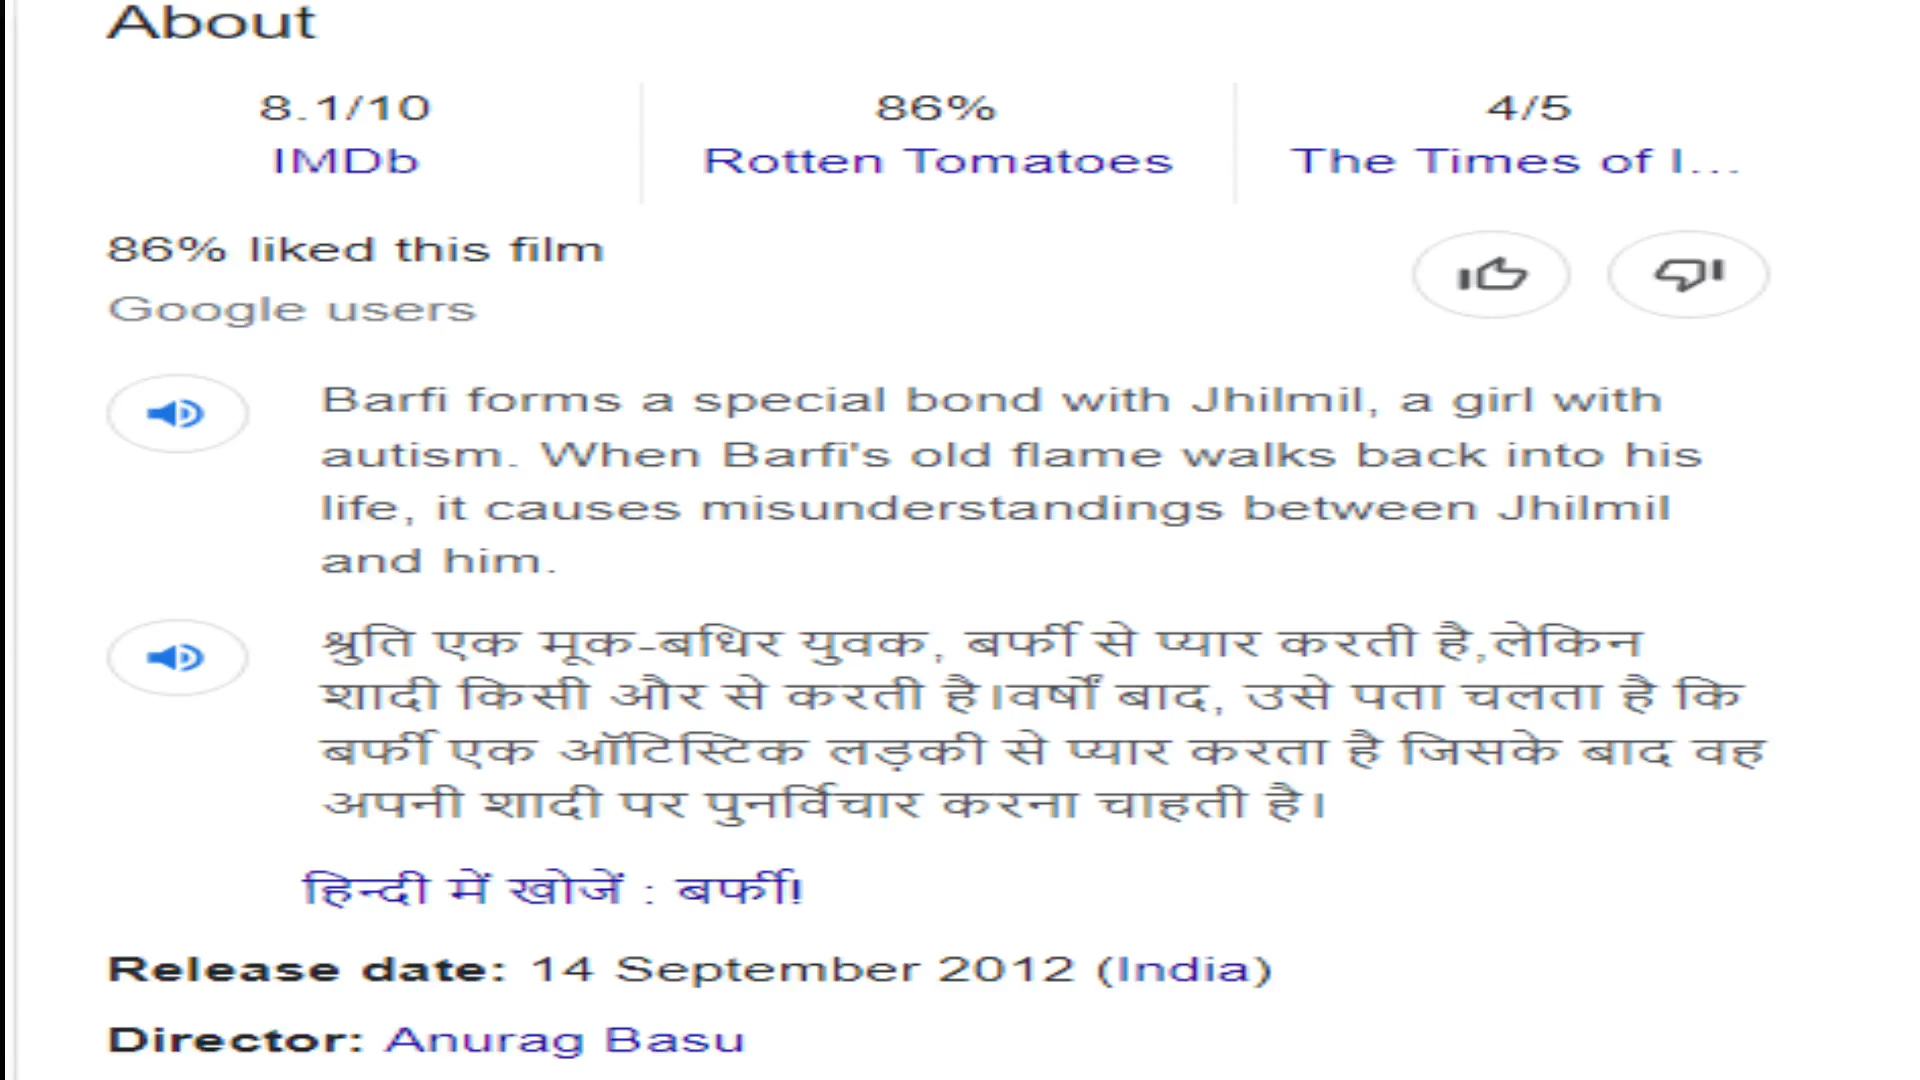 About
8.1/10
IMDb
86%
Rotten Tomatoes
4/5
The Times of I...
86% liked this film
Google users
Barfi forms a special bond with Jhilmil, a girl with
autism. When Barfi's old flame walks back into his
life, it causes misunderstandings between Jhilmil
and him.
श्रुति एक मूक-बधिर युवक, बर्फी से प्यार करती है,लेकिन
शादी किसी और से करती है।वर्षों बाद, उसे पता चलता है कि
बर्फी एक ऑटिस्टिक लड़की से प्यार करता है जिसके बाद वह
अपनी शादी पर पुनर्विचार करना चाहती है।
हिन्दी में खोजें : बर्फी!
Release date: 14 September 2012 (India)
Director: Anurag Basu